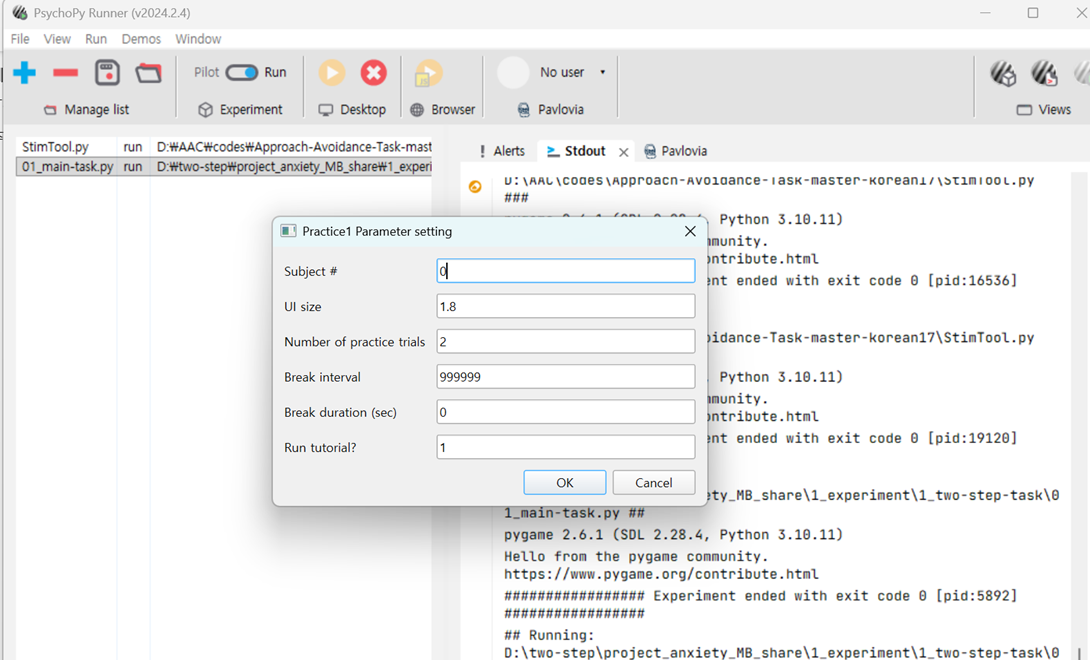 PsychoPy Runner (v2024.2.4)
File View Run Demos Window
Pilot Run No user
Manage list Experiment Desktop Browser Pavlovia Views
StimTool.py run D:₩AAC₩codes₩Approach-Avoidance-Task-mast
01_main-task.py run D:₩two-step₩project_anxiety_MB_share₩1_experi
! Alerts Stdout Pavlovia
D:\AAC\codes\Approach-Avoidance-Task-master-korean17\StimTool.py
###
, Python 3.10.11)
munity.
ontribute.html
ent ended with exit code 0 [pid:16536]
oidance-Task-master-korean17\StimTool.py
, Python 3.10.11)
munity.
ontribute.html
ent ended with exit code 0 [pid:19120]
ety_MB_share\1_experiment\1_two-step-task\0
1_main-task.py ##
pygame 2.6.1 (SDL 2.28.4, Python 3.10.11)
Hello from the pygame community.
https://www.pygame.org/contribute.html
################# Experiment ended with exit code 0 [pid:5892]
#################
## Running:
D:\two-step\project_anxiety_MB_share\1_experiment\1_two-step-task\0
Practice1 Parameter setting
Subject # 0
UI size 1.8
Number of practice trials 2
Break interval 999999
Break duration (sec) 0
Run tutorial? 1
OK Cancel